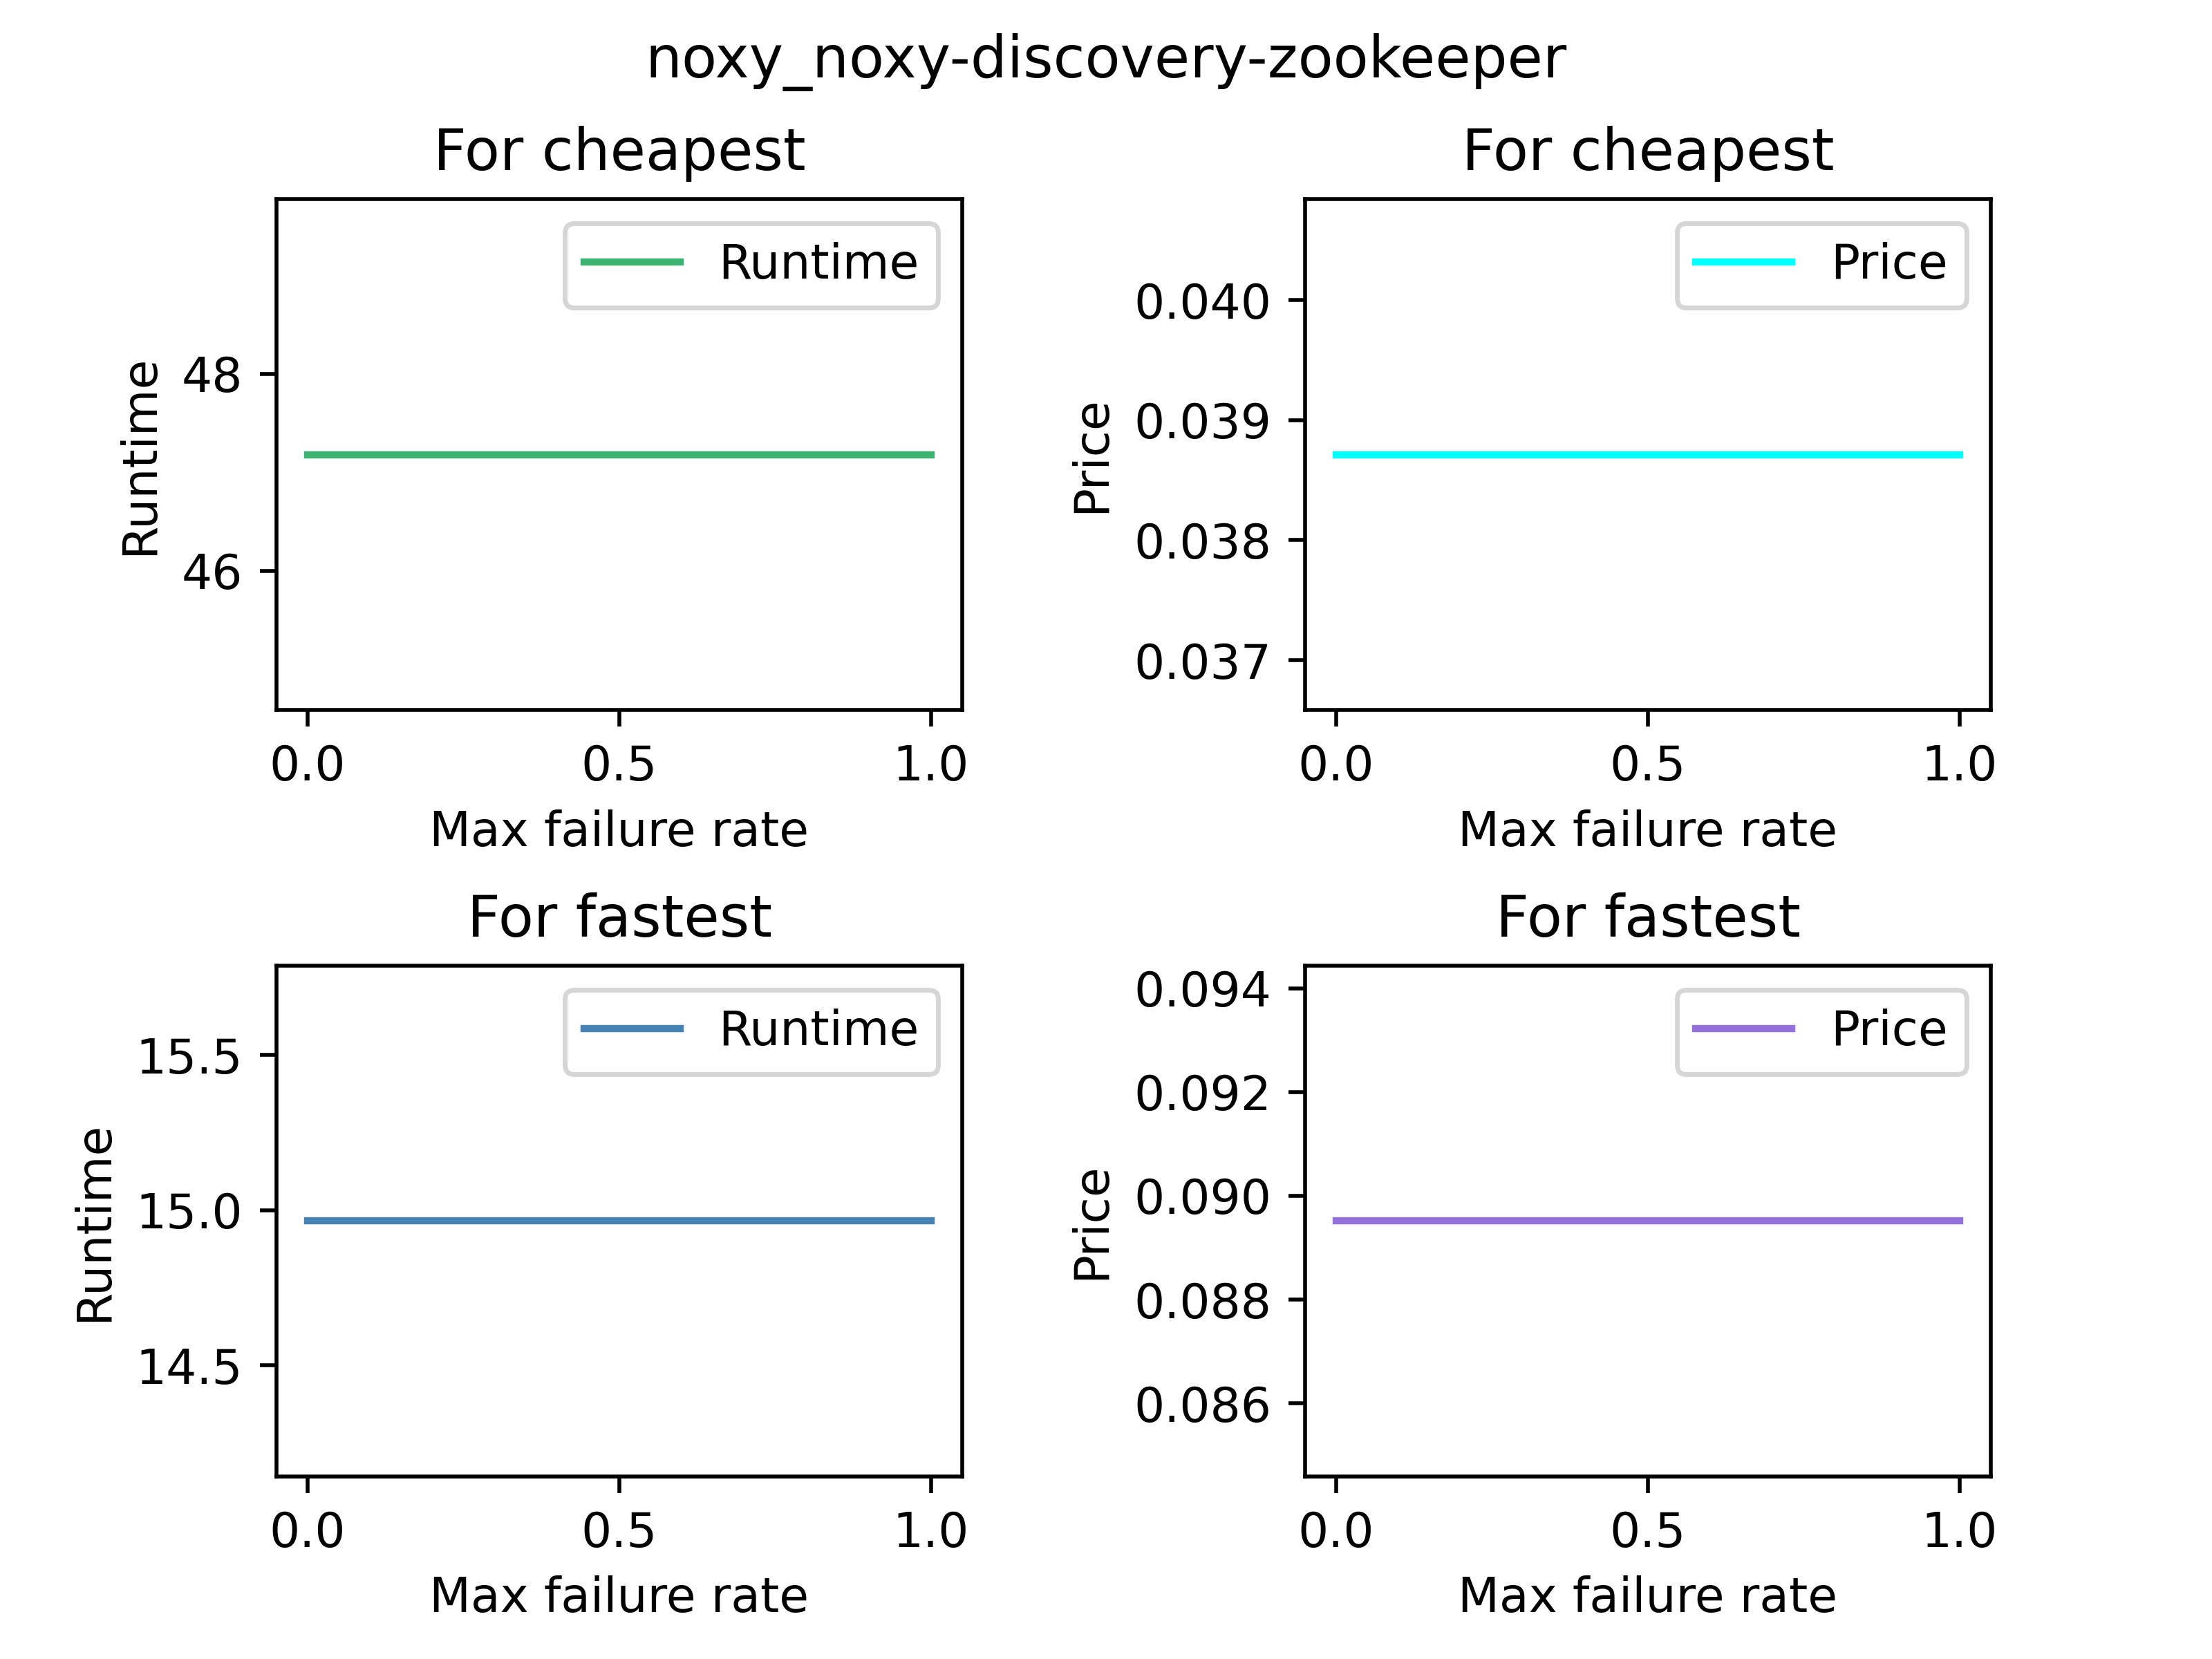 noxy_noxy-discovery-zookeeper
For cheapest
Runtime
Runtime
48
46
0.0 0.5 1.0
Max failure rate
For cheapest
Price
Price
0.040
0.039
0.038
0.037
0.0 0.5 1.0
Max failure rate
For fastest
Runtime
Runtime
15.5
15.0
14.5
0.0 0.5 1.0
Max failure rate
For fastest
Price
Price
0.094
0.092
0.090
0.088
0.086
0.0 0.5 1.0
Max failure rate